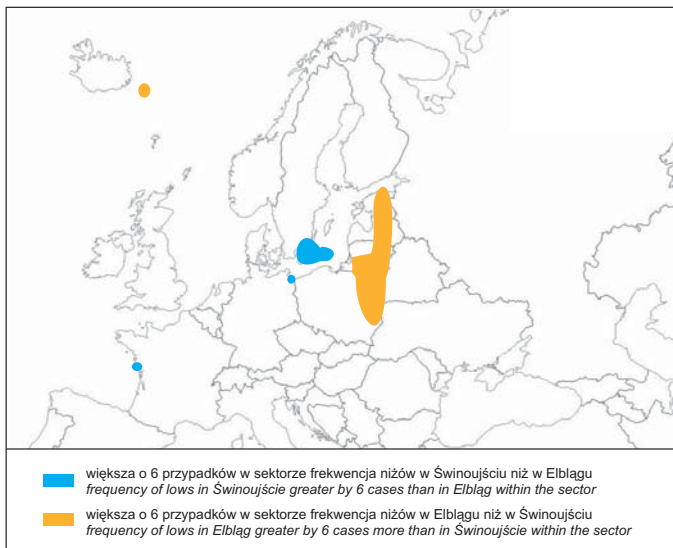 większa o 6 przypadków w sektorze frekwencja niżów w Świnoujściu niż w Elblągu
frequency of lows in Świnoujście greater by 6 cases than in Elbląg within the sector
większa o 6 przypadków w sektorze frekwencja niżów w Elblągu niż w Świnoujściu
frequency of lows in Elbląg greater by 6 cases more than in Świnoujście within the sector